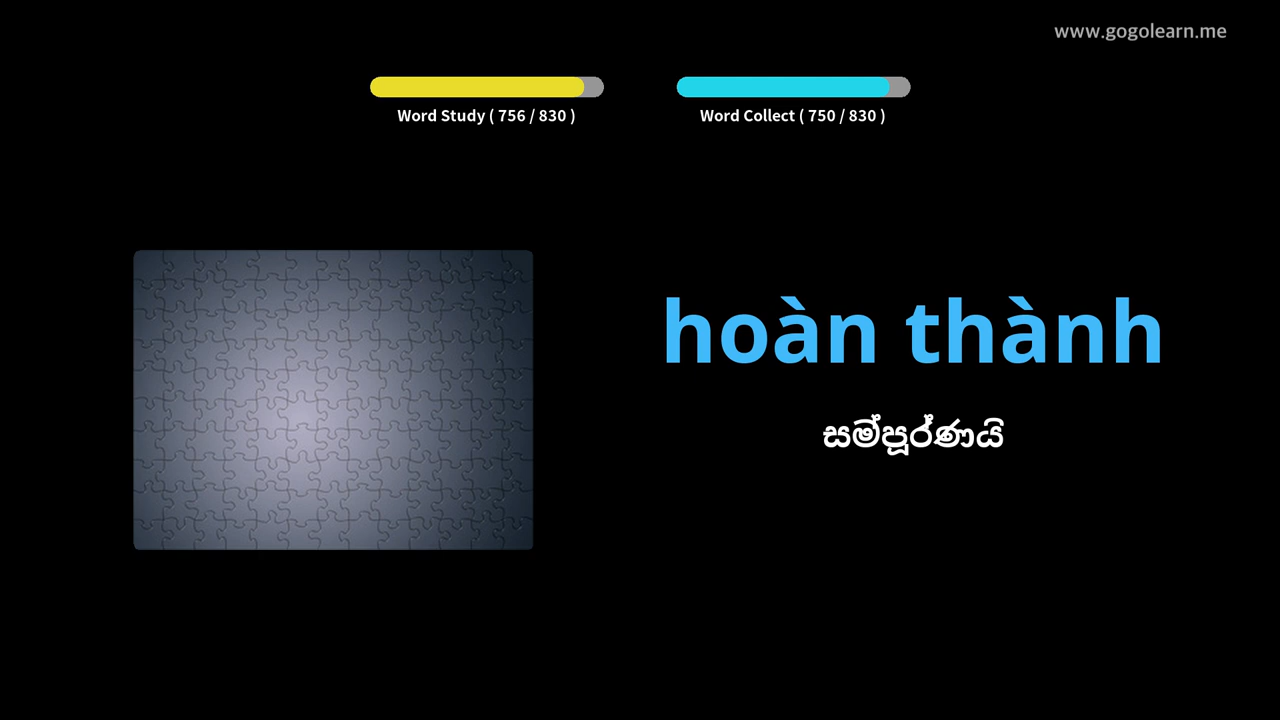 www.gogolearn.me
Word Study ( 756 / 830 )
Word Collect ( 750 / 830 )
hoàn thành
සම්පූර්ණයි